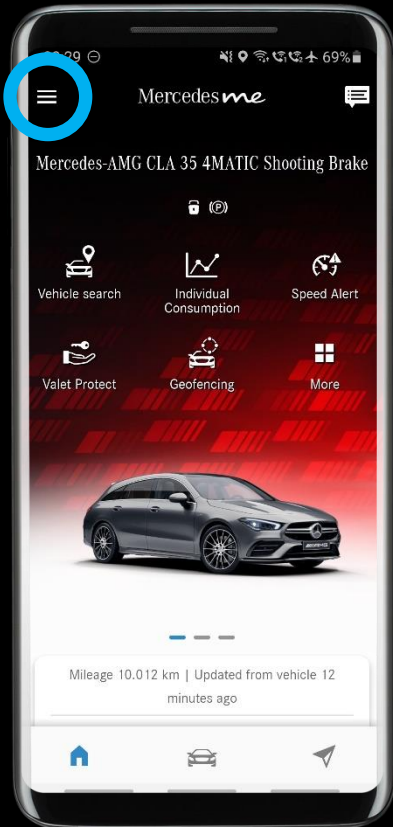 69%
Mercedes me
Mercedes-AMG CLA 35 4MATIC Shooting Brake
Vehicle search
Individual
Consumption
Speed Alert
Valet Protect
Geofencing
More
Mileage 10.012 km | Updated from vehicle 12
minutes ago